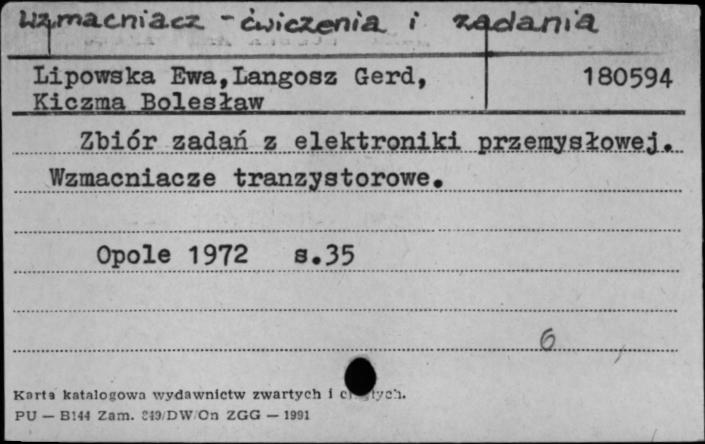 Wzmacniacz - ćwiczenia i zadania
Lipowska Ewa, Langosz Gerd, 180594
Kiczma Bolesław
Zbiór zadań z elektroniki przemysłowej.
Wzmacniacze tranzystorowe.
Opole 1972 s.35
6
Karta katalogowa wydawnictw zwartych i
PU — B144 Zam. 849/DW/On ZGG — 1991